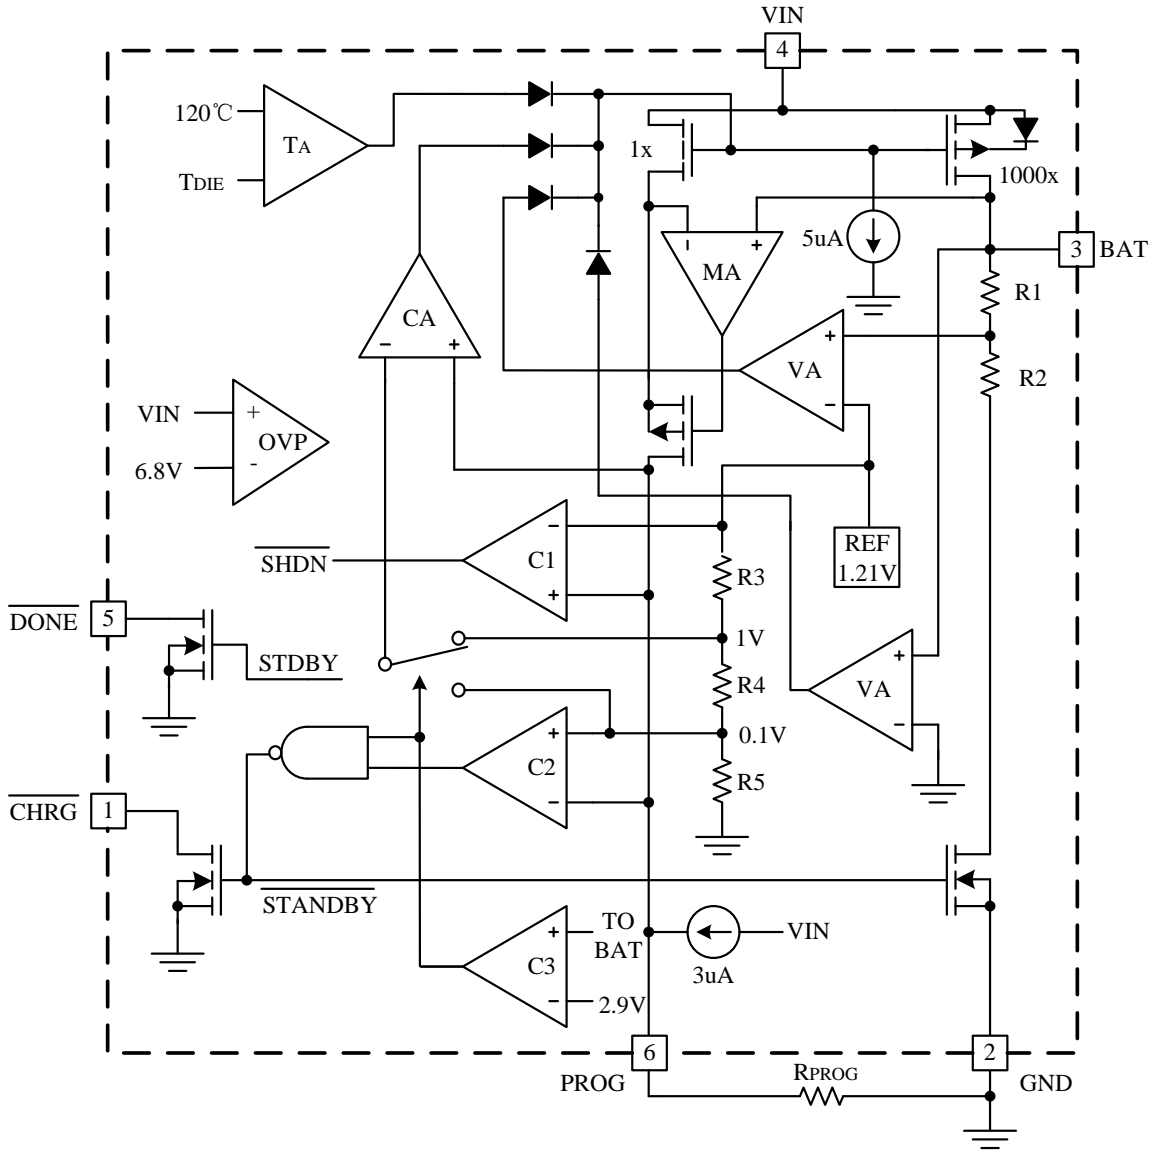 VIN
4
120℃
TA
TDIE
1x
1000x
5uA
MA
3
BAT
R1
CA
VA
R2
VIN
OVP
6.8V
REF
1.21V
SHDN
C1
R3
DONE
5
STDBY
1V
R4
VA
0.1V
C2
R5
CHRG
1
STANDBY
TO
BAT
C3
2.9V
3uA
VIN
6
PROG
RPROG
2
GND
+
-